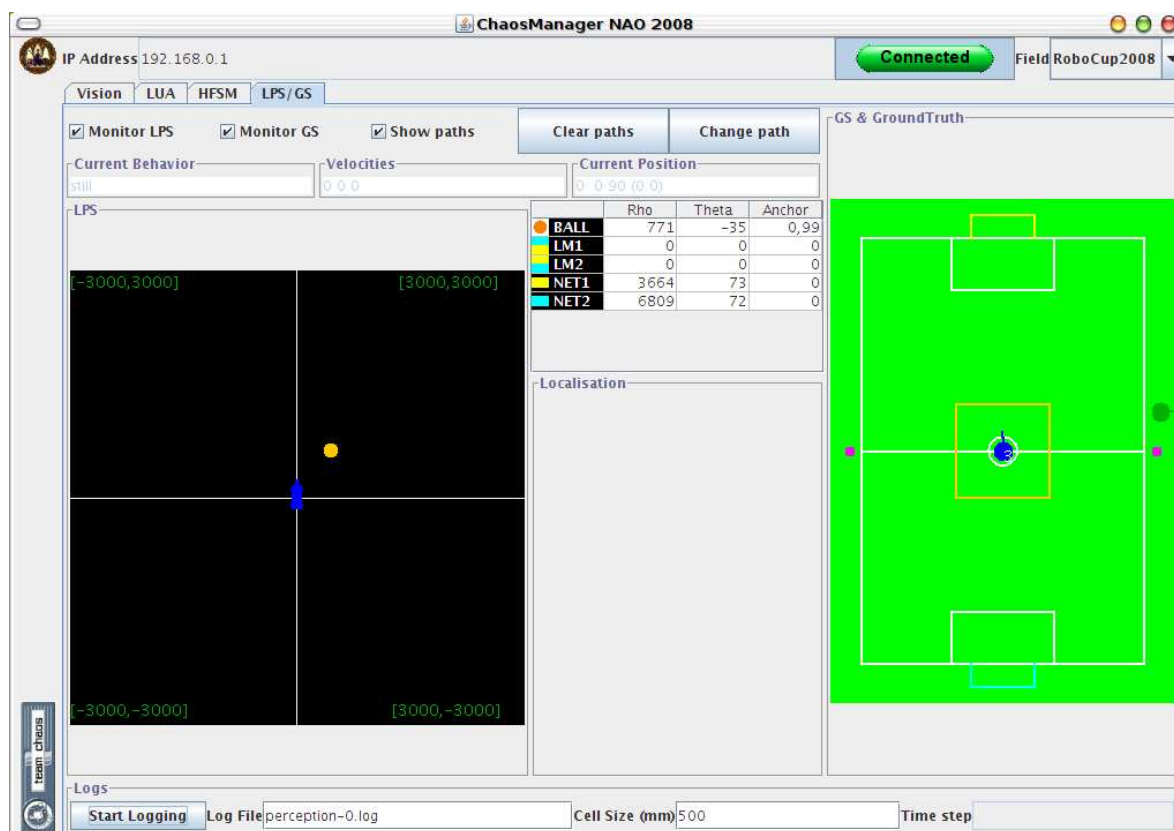 ChaosManager NAO 2008
IP Address 192.168.0.1 Connected Field RoboCup2008
Vision LUA HFSM LPS/GS
Monitor LPS Monitor GS Show paths Clear paths Change path
GS & GroundTruth
Current Behavior Velocities Current Position
still 0 0 0 0 0 90 (0.0)
LPS
Rho Theta Anchor
BALL 771 -35 0,99
LM1 0 0 0
LM2 0 0 0
NET1 3664 73 0
NET2 6809 72 0
[-3000,3000] [3000,3000]
Localisation
3
[-3000,-3000] [3000,-3000]
team chaos
Logs
Start Logging Log File perception-0.log Cell Size (mm) 500 Time step